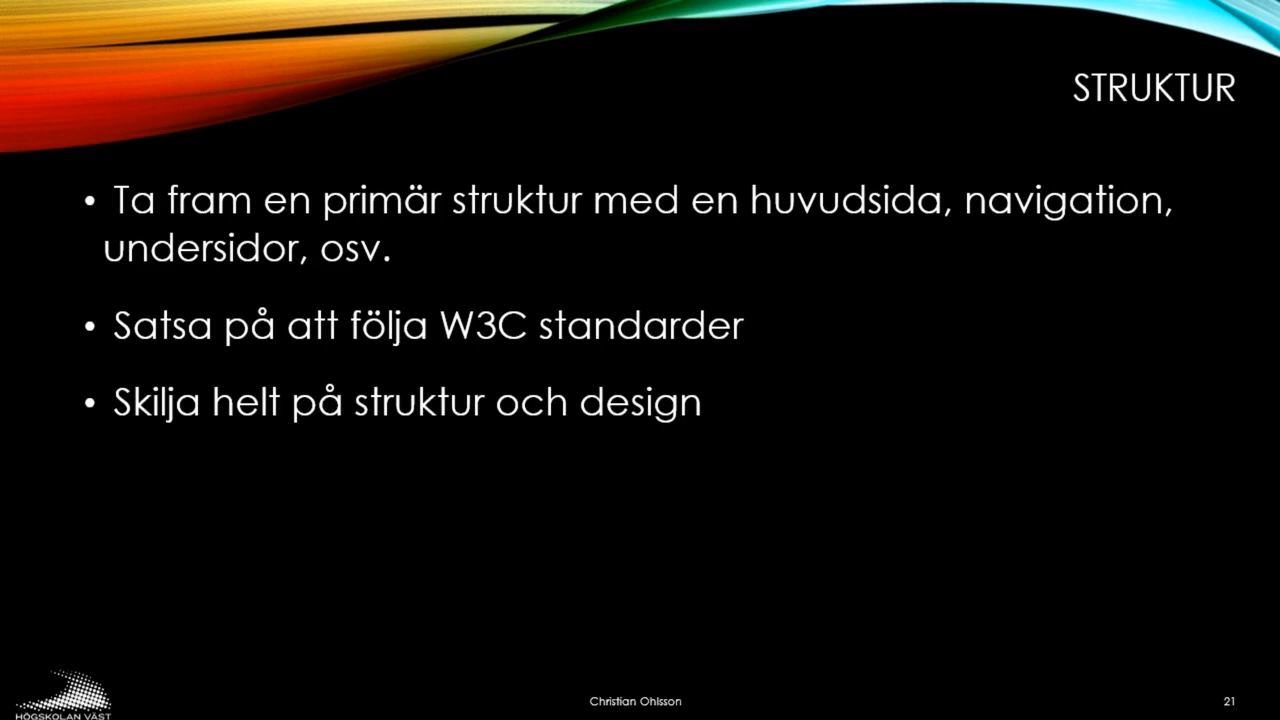 STRUKTUR
• Ta fram en primär struktur med en huvudsida, navigation,
undersidor, osv.
• Satsa på att följa W3C standarder
• Skilja helt på struktur och design
HÖGSKOLAN VÄST
Christian Ohlsson
21